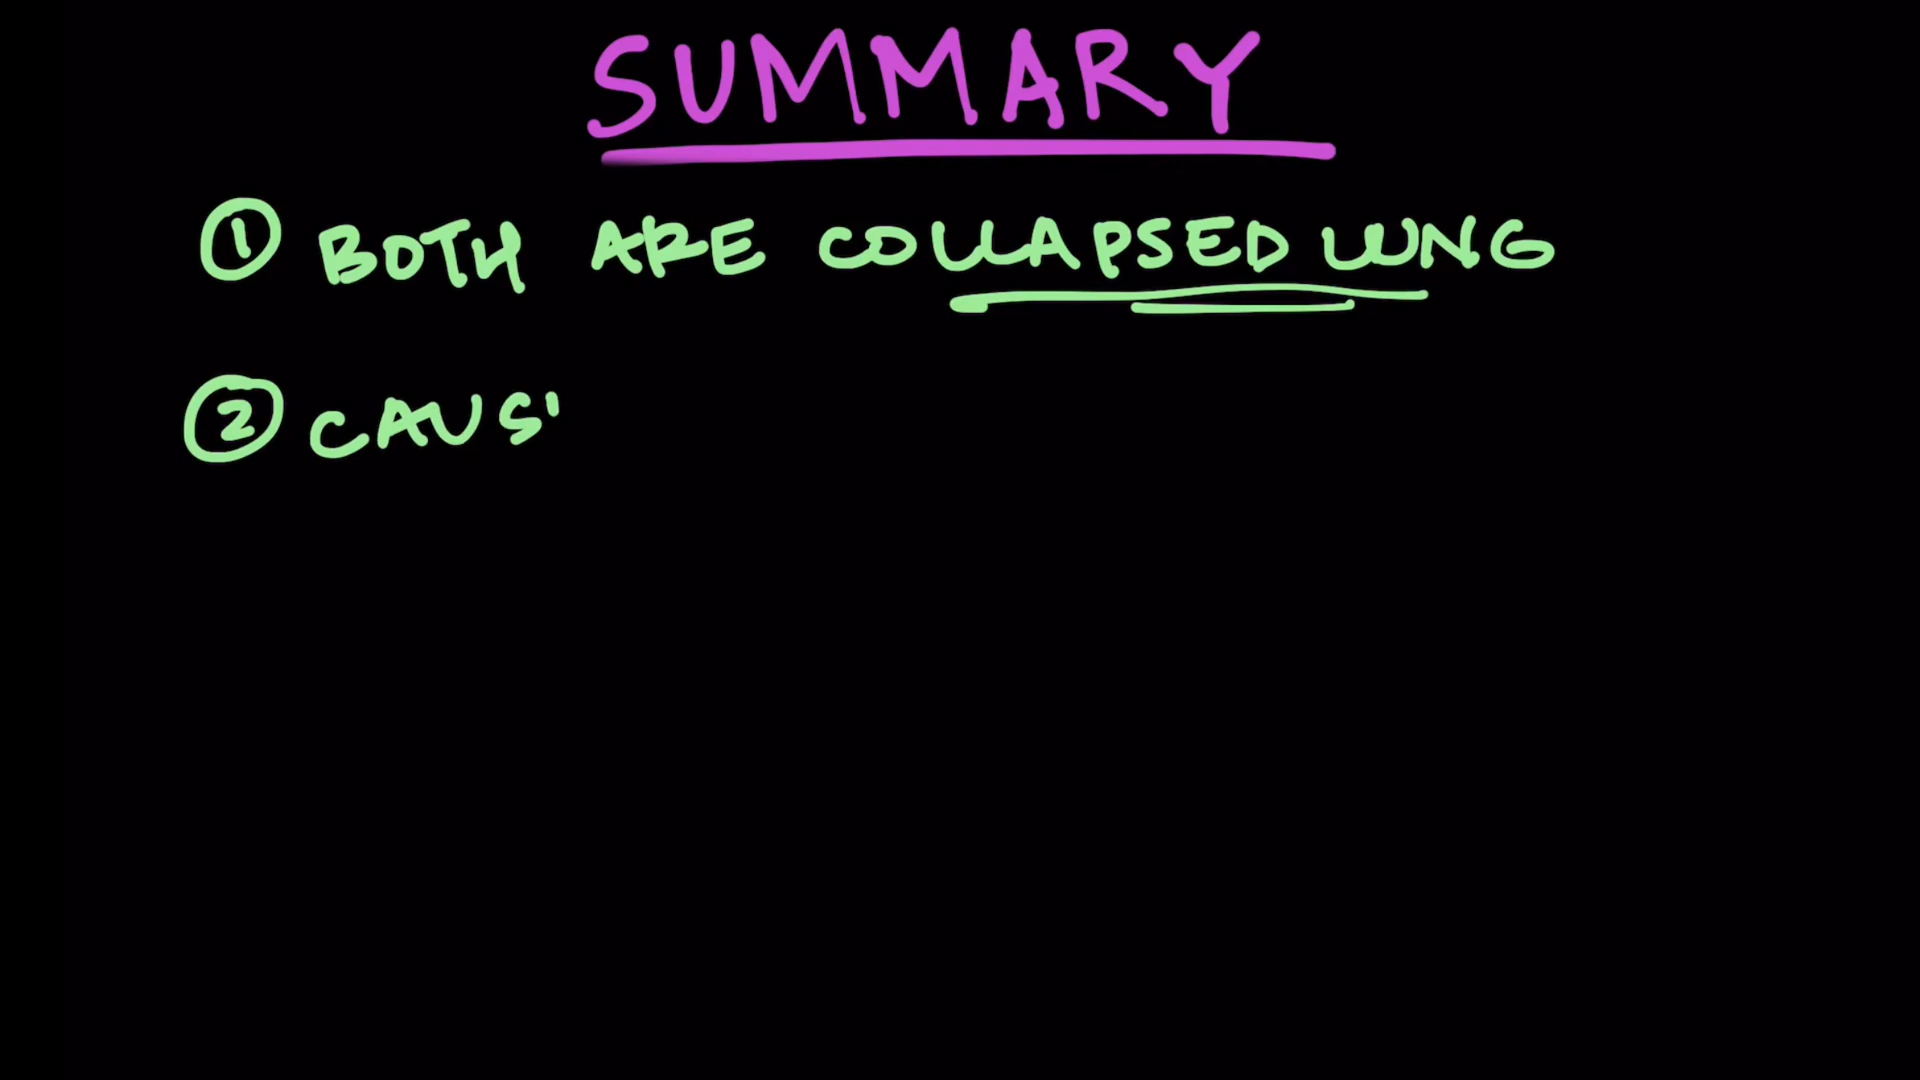 SUMMARY
① BOTH ARE COLLAPSED LUNG
② CAUS'